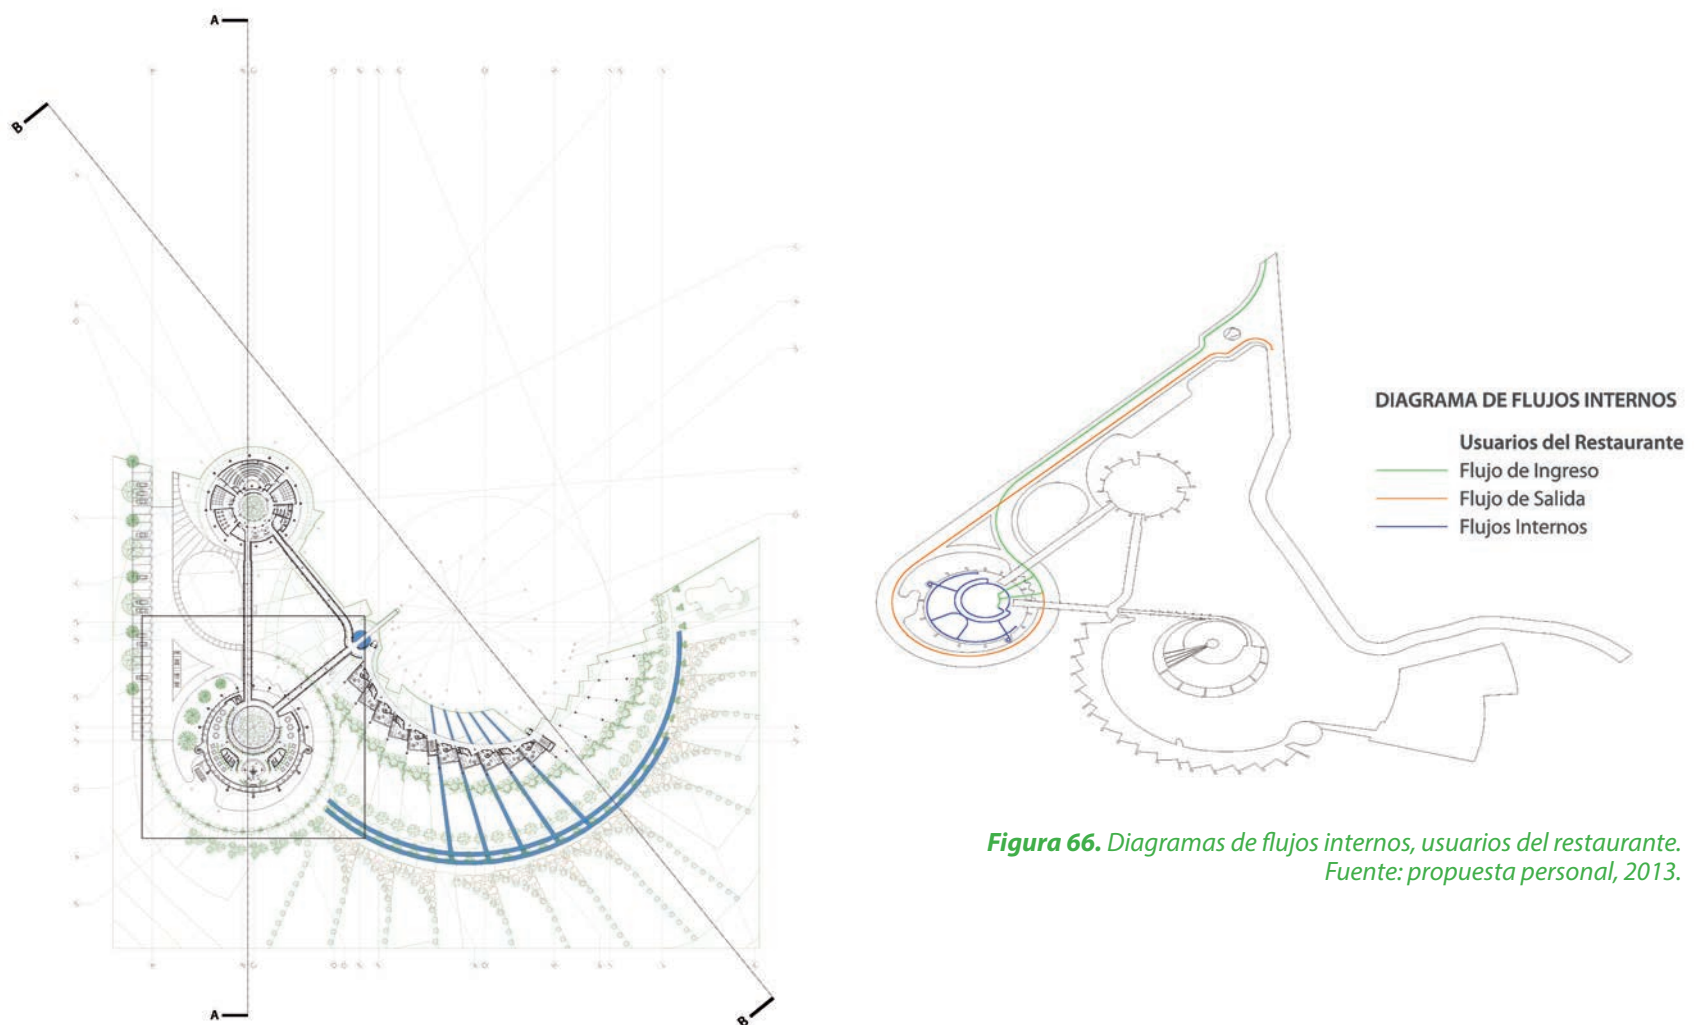 A
B
DIAGRAMA DE FLUJOS INTERNOS
Usuarios del Restaurante
Flujo de Ingreso
Flujo de Salida
Flujos Internos
Figura 66. Diagramas de flujos internos, usuarios del restaurante.
Fuente: propuesta personal, 2013.
A
B